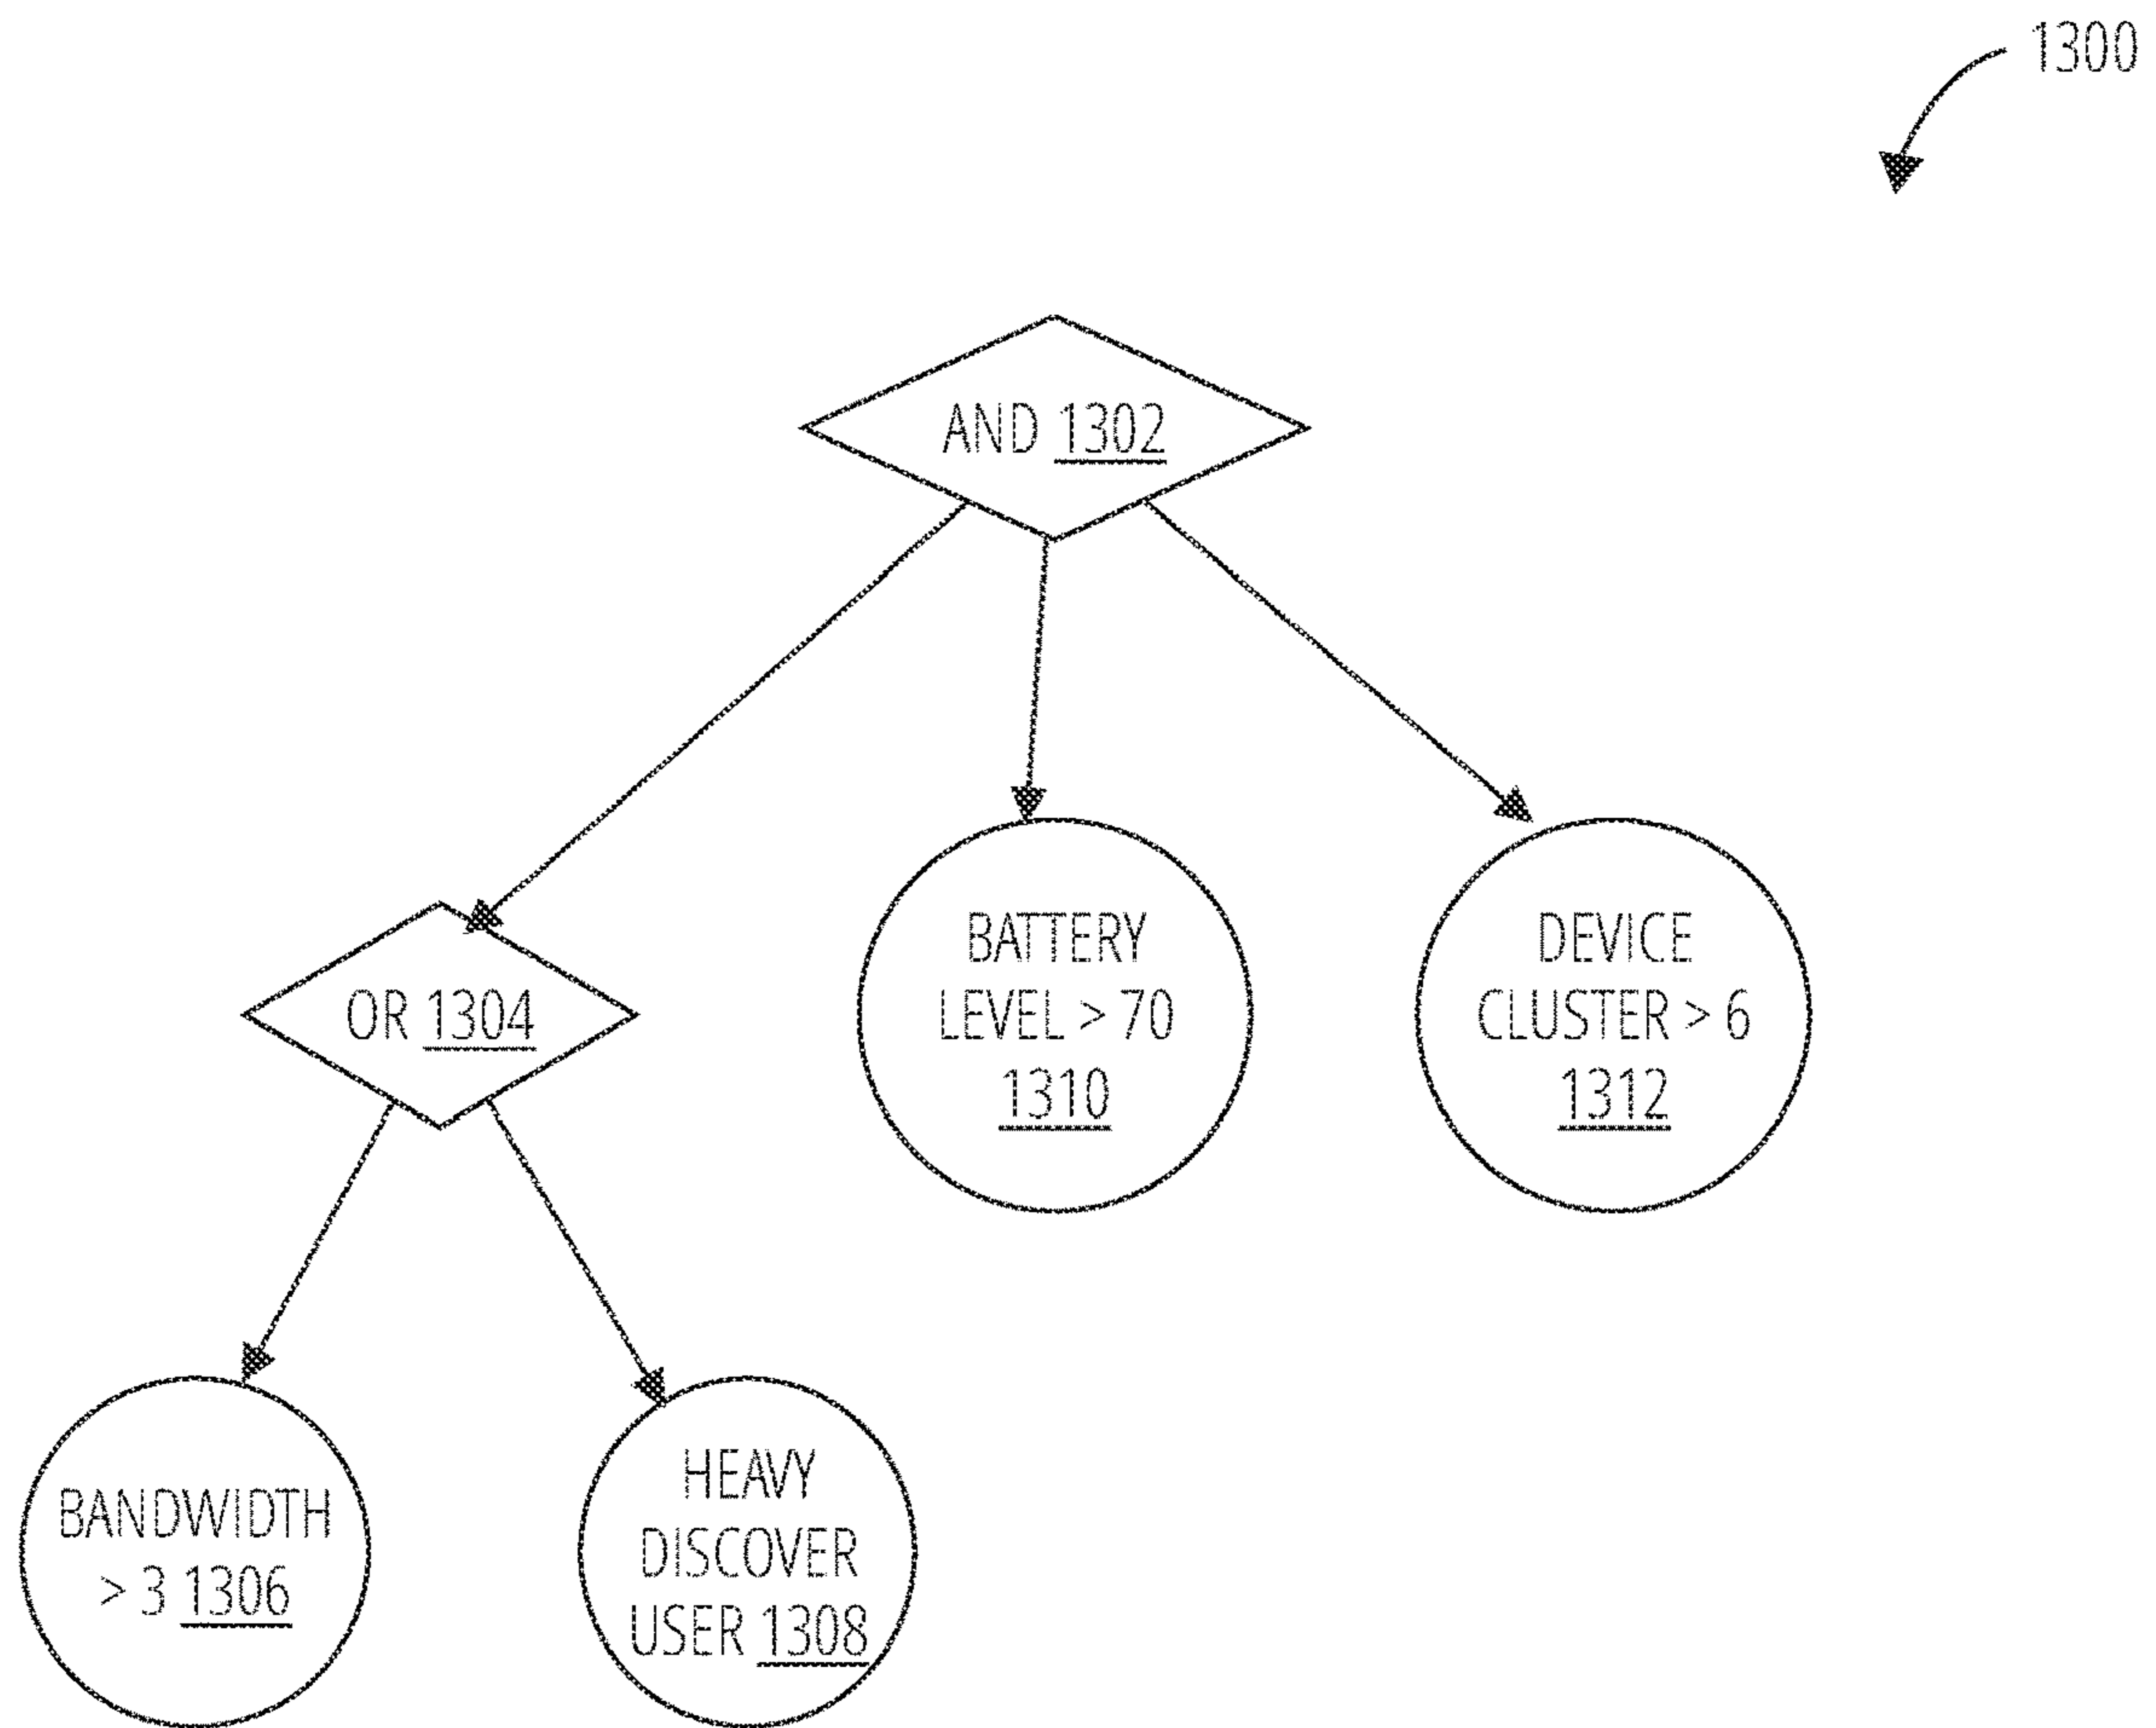 1300
AND 1302
OR 1304
BATTERY
LEVEL > 70
1310
DEVICE
CLUSTER > 6
1312
BANDWIDTH
> 3 1306
HEAVY
DISCOVER
USER 1308